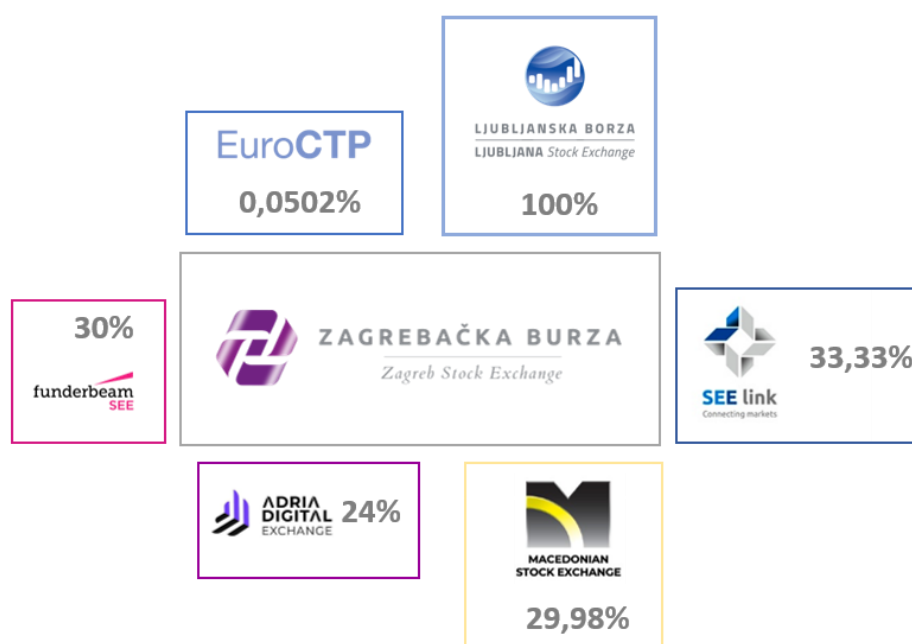 EuroCTP
0,0502%
LJUBLJANSKA BORZA
LJUBLJANA Stock Exchange
100%
30%
funderbeam
SEE
ZAGREBAČKA BURZA
Zagreb Stock Exchange
SEE link
Connecting markets
33,33%
ADRIA
DIGITAL
EXCHANGE
24%
MACEDONIAN
STOCK EXCHANGE
29,98%